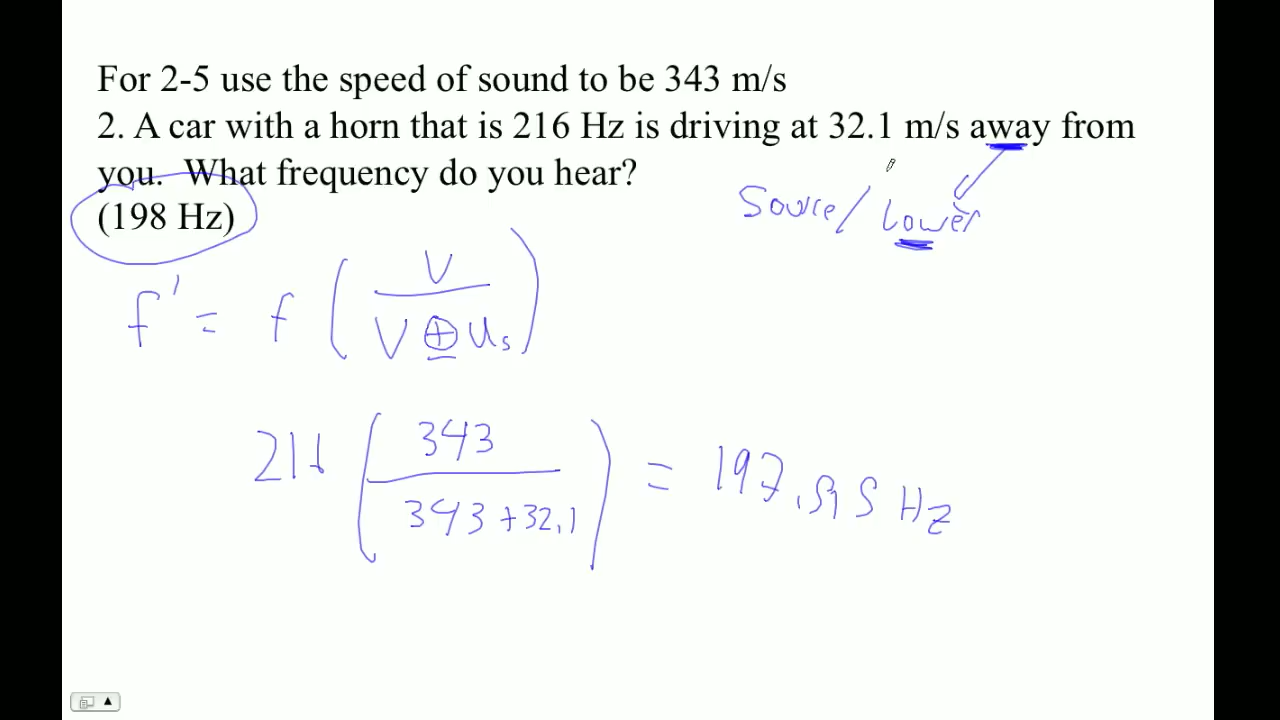 For 2-5 use the speed of sound to be 343 m/s
2. A car with a horn that is 216 Hz is driving at 32.1 m/s away from
you. What frequency do you hear?
(198 Hz)
Source/Lower
f' = f ( V / V ⊕ us )
216 ( 343 / 343 + 32.1 ) = 197.515 Hz